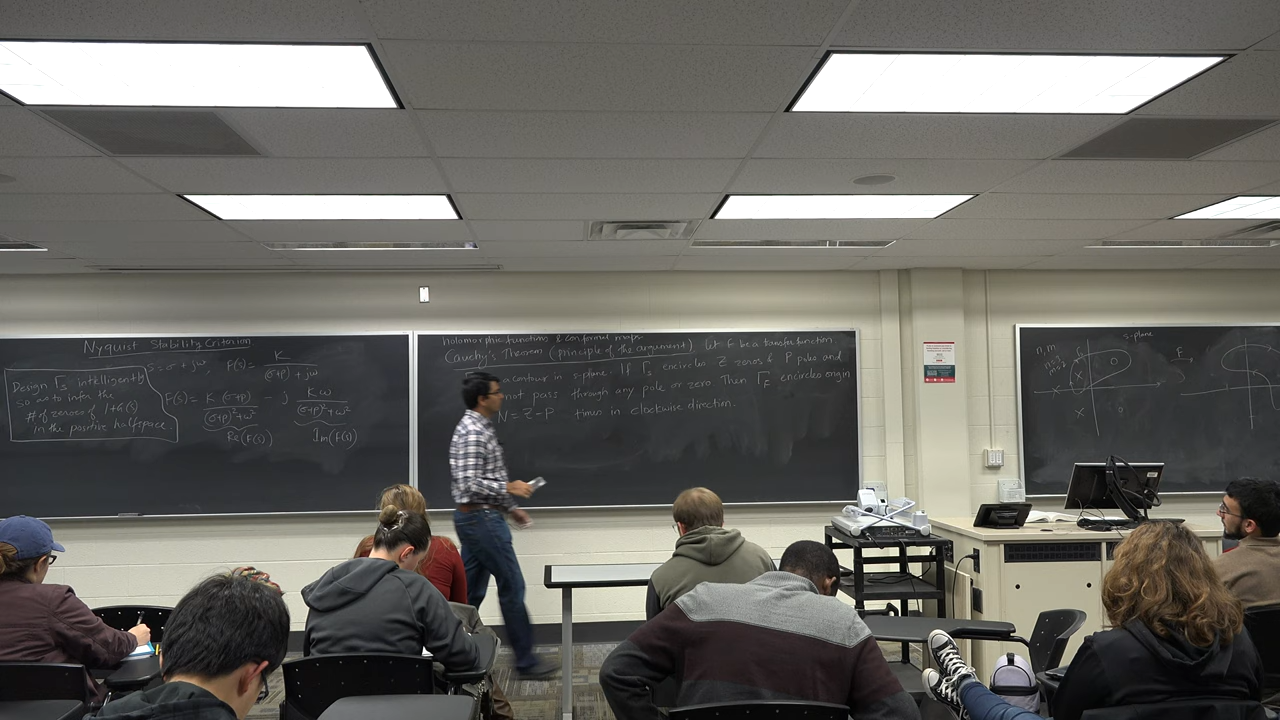 Nyquist Stability Criterion
s = σ + jω, F(s) = K / (σ+p) + jω
Design Γs intelligently
so as to infer the
# of zeros of 1+G(s)
in the positive halfspace.
F(s) = K (σ+p) / (σ+p)²+ω² - j Kω / (σ+p)²+ω²
Re(F(s)) Im(F(s))
holomorphic functions & conformal maps
Cauchy's Theorem (principle of the argument) Let F be a transfer function
a contour in s-plane. If Γs encircles Z zeros & P pole and
not pass through any pole or zero. Then ΓF encircles origin
N = Z - P times in clockwise direction.
s-plane
n, m
F